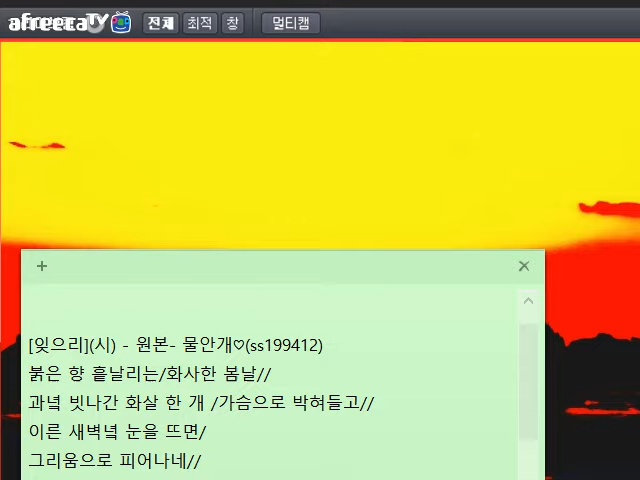 afreecaTV 전체 최적 창 멀티캠
[잊으리](시) - 원본- 물안개♡(ss199412)
붉은 향 흩날리는/화사한 봄날//
과녘 빗나간 화살 한 개 /가슴으로 박혀들고//
이른 새벽녘 눈을 뜨면/
그리움으로 피어나네//